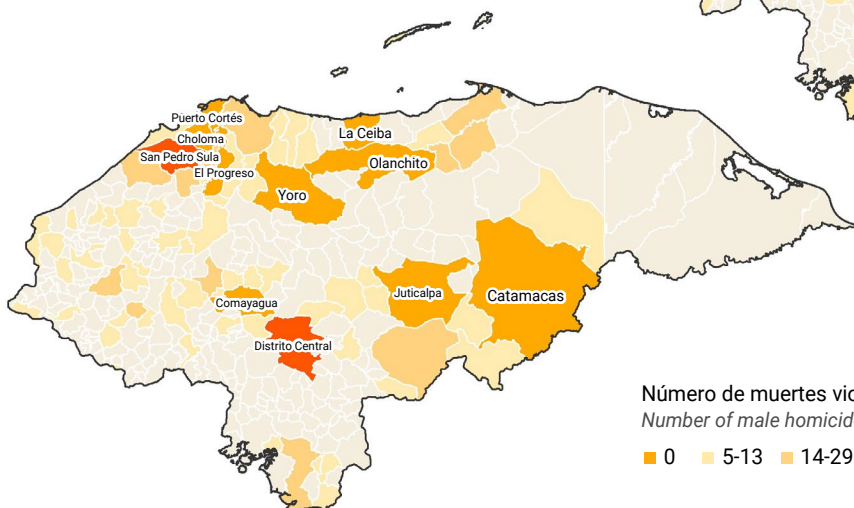 Puerto Cortés
Choloma
San Pedro Sula
El Progreso
La Ceiba
Olanchito
Yoro
Comayagua
Juticalpa
Catamacas
Distrito Central
Número de muertes vio
Number of male homicid
0 5-13 14-29